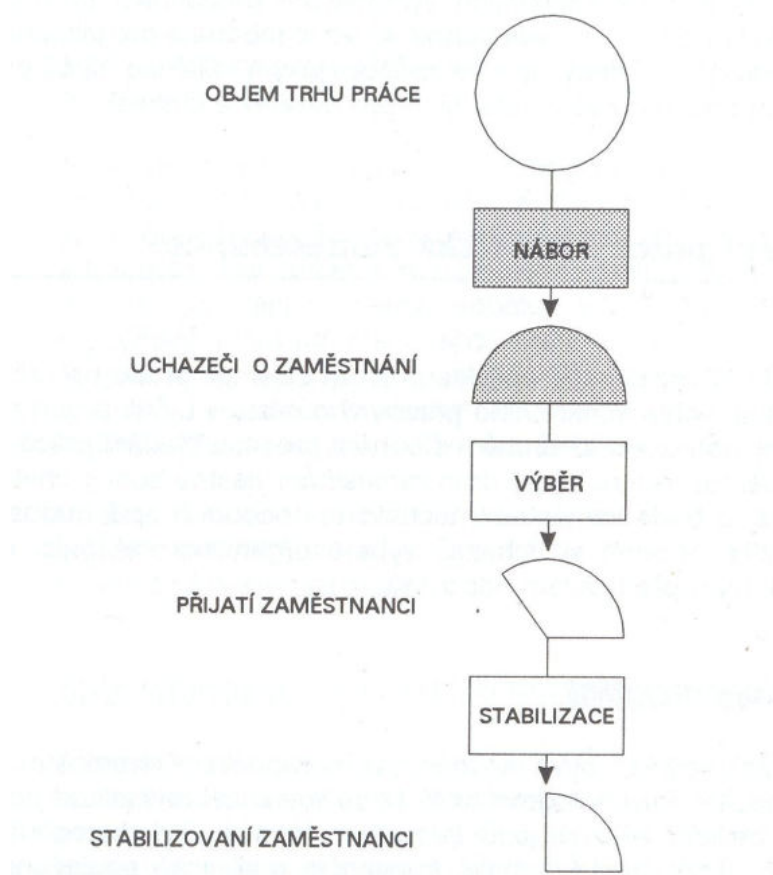 OBJEM TRHU PRÁCE
NÁBOR
UCHAZEČI O ZAMĚSTNÁNÍ
VÝBĚR
PŘIJATÍ ZAMĚSTNANCI
STABILIZACE
STABILIZOVANÍ ZAMĚSTNANCI